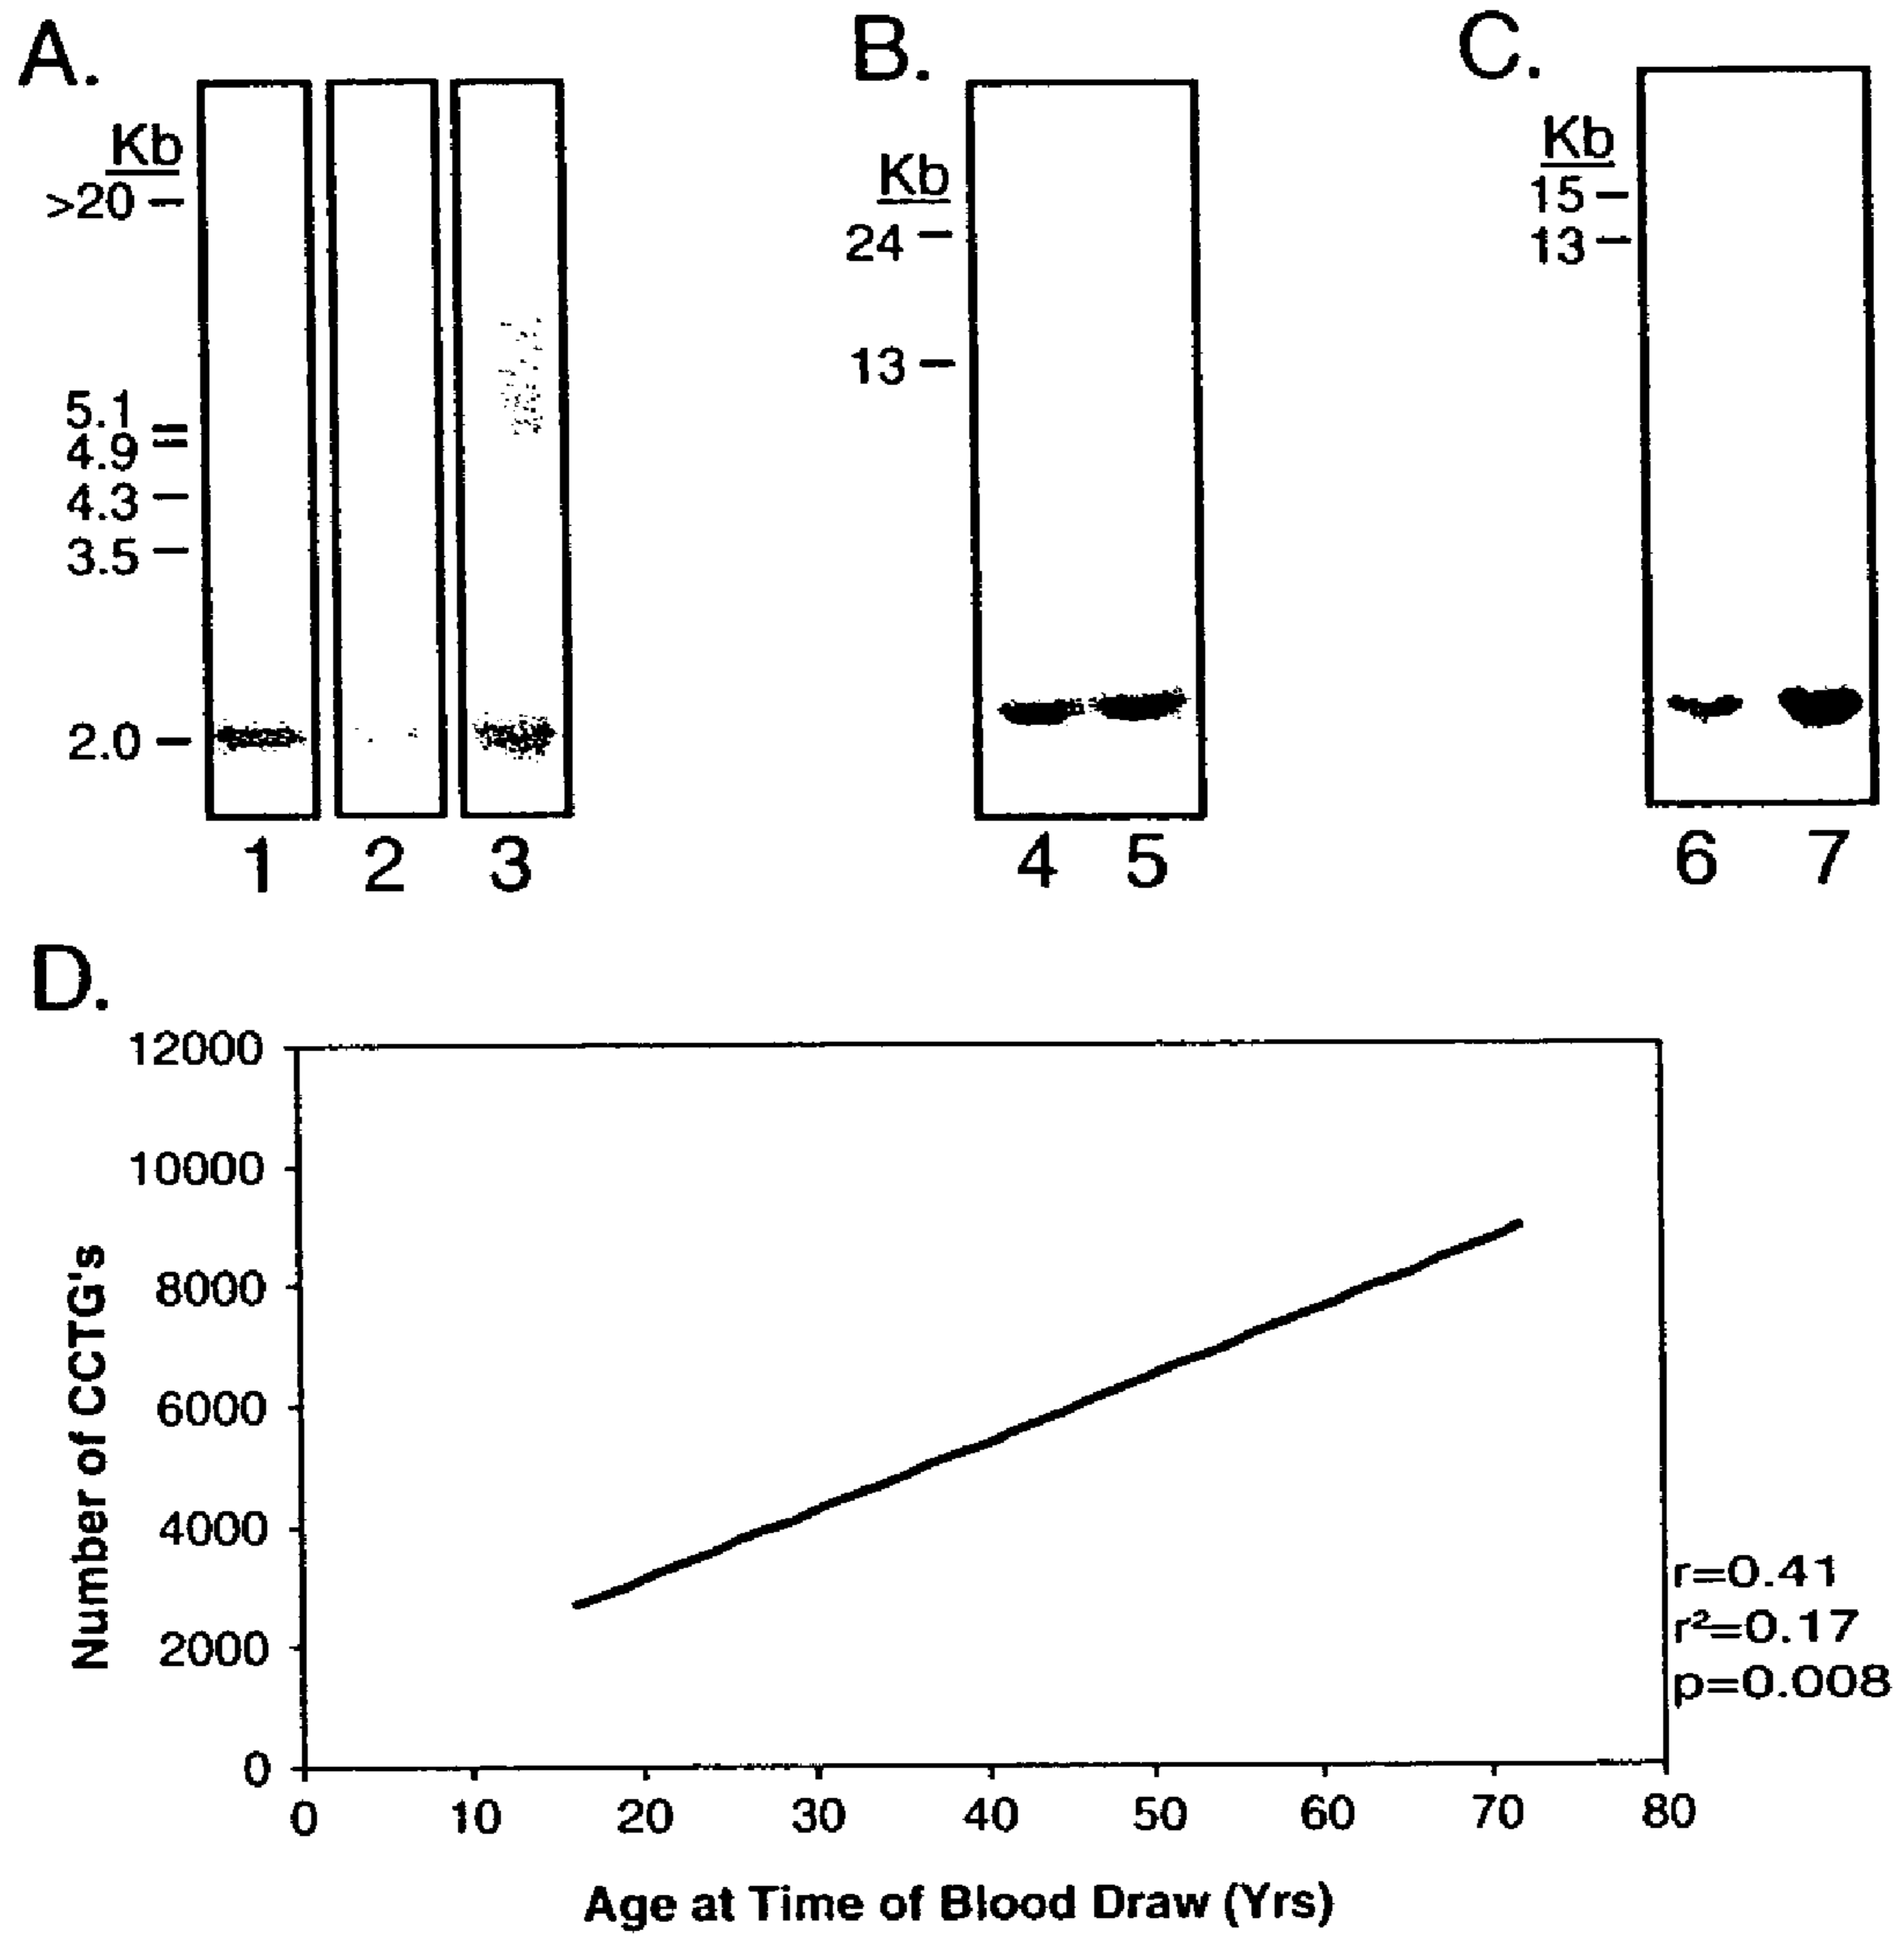 A.
Kb
>20
5.1
4.9
4.3
3.5
2.0
1 2 3
B.
Kb
24
13
4 5
C.
Kb
15
13
6 7
D.
12000
10000
8000
6000
4000
2000
0
Number of CCTG's
0 10 20 30 40 50 60 70 80
Age at Time of Blood Draw (Yrs)
r=0.41
r²=0.17
p=0.008